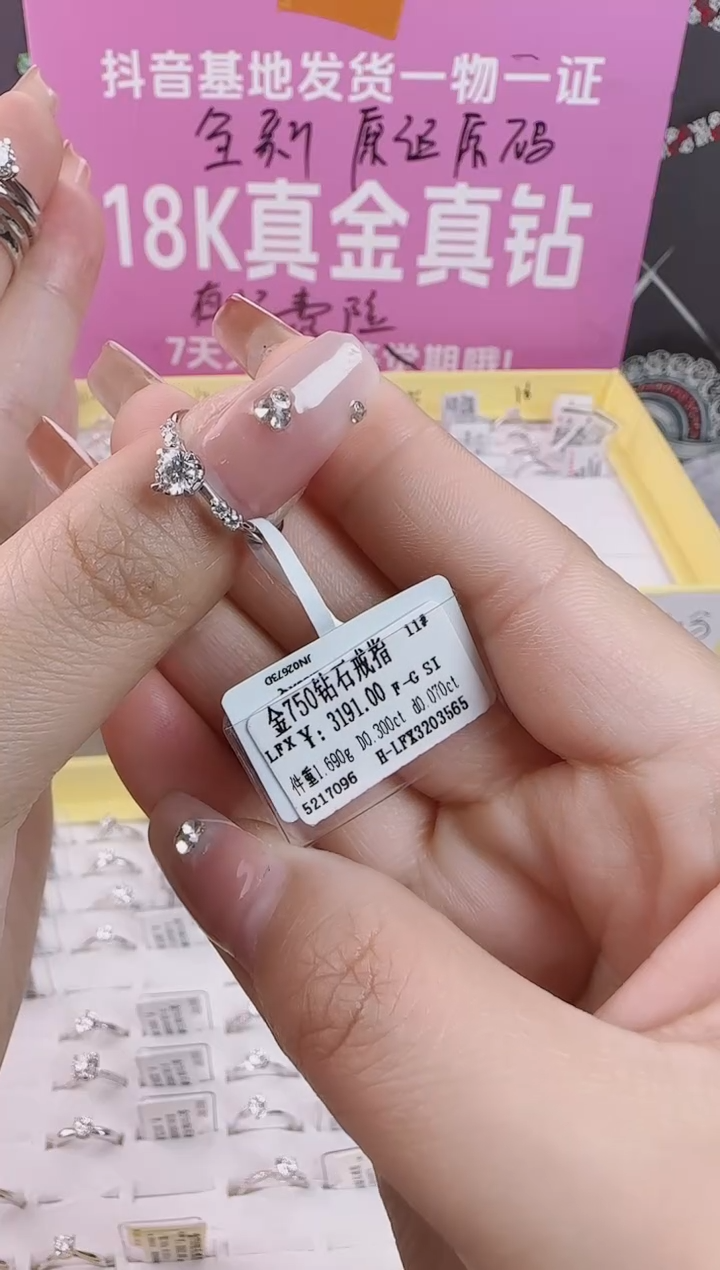 抖音基地发货一物一证
全新 原证原码
18K真金真钻
7天
JN02673D
金750钻石戒指 11#
LFX ¥: 3191.00 F-G SI
件重1.690g D0.300ct d0.070ct
5217096 H-LFX3203565